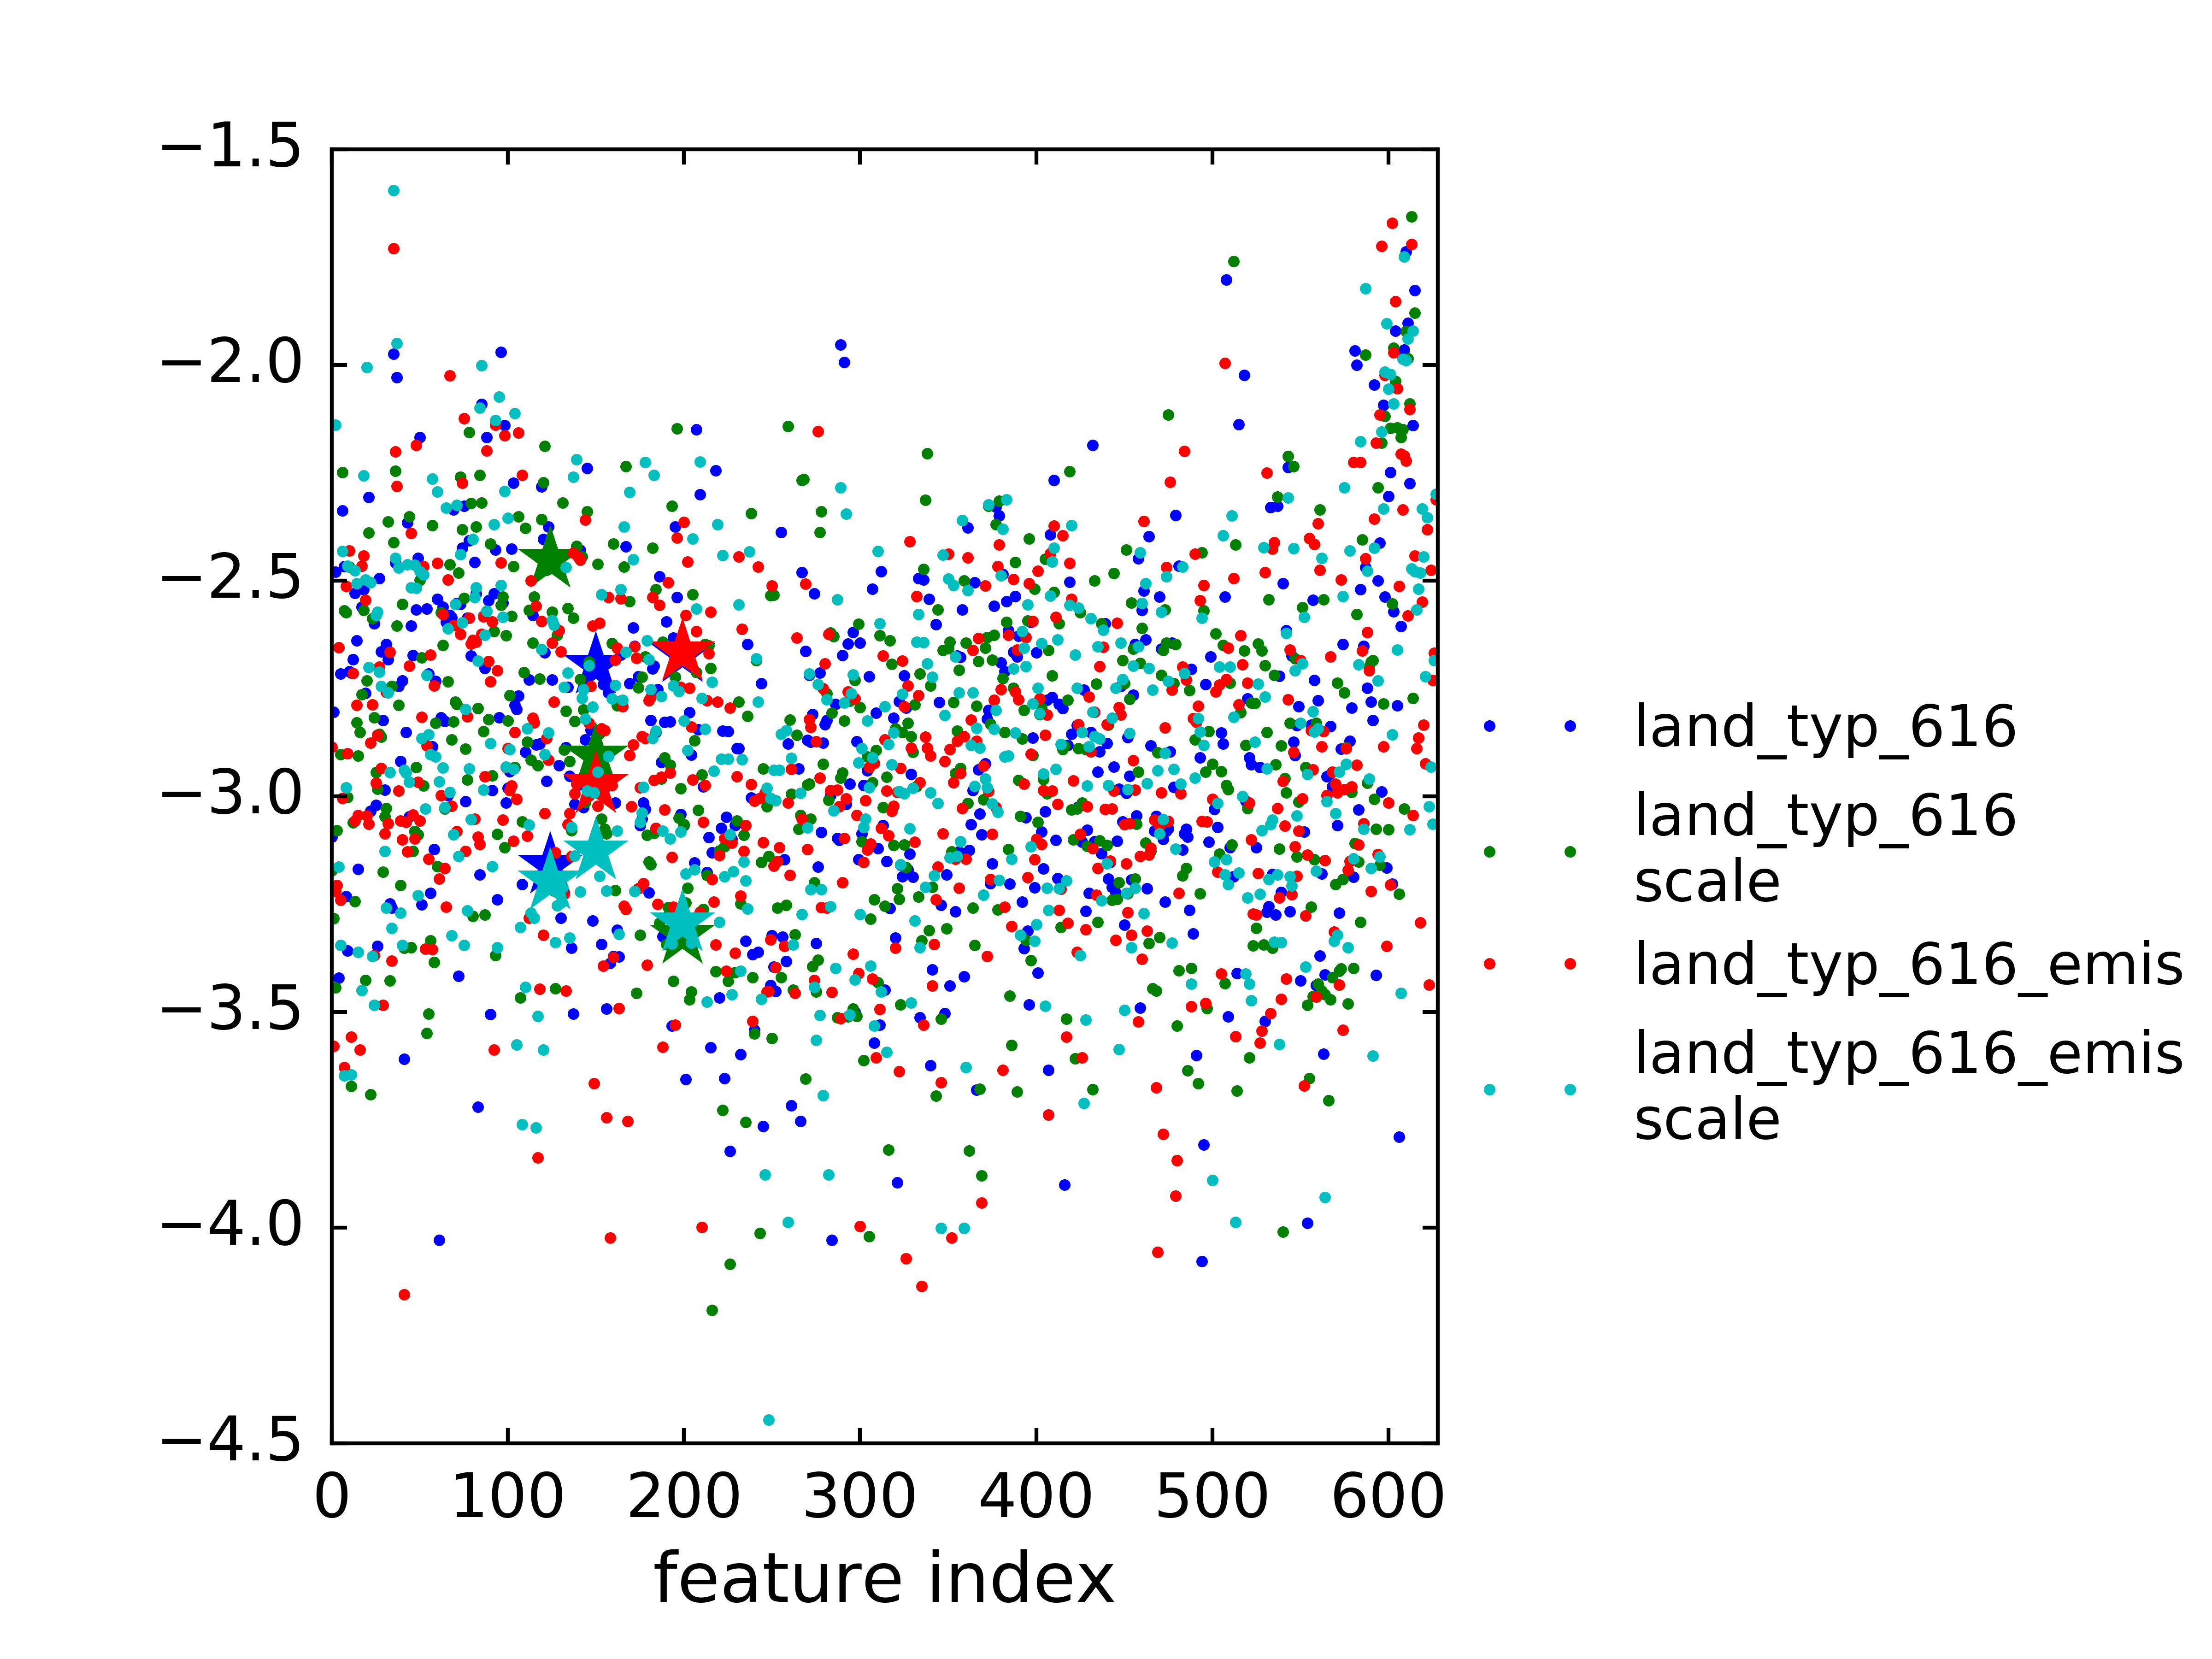 −1.5
−2.0
−2.5
−3.0
−3.5
−4.0
−4.5
0 100 200 300 400 500 600
feature index
land_typ_616
land_typ_616
scale
land_typ_616_emis
land_typ_616_emis
scale